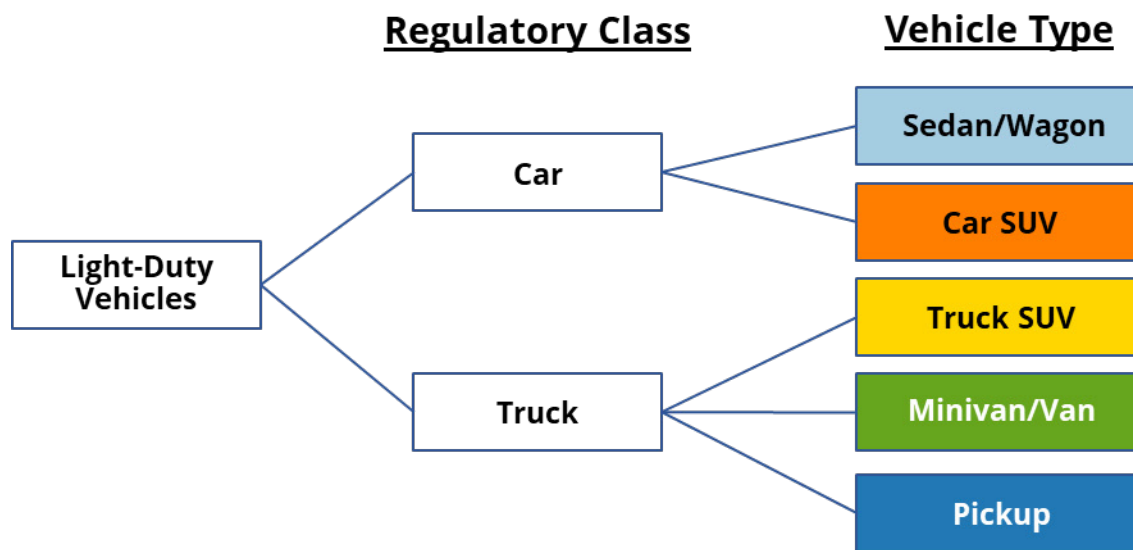 Regulatory Class
Vehicle Type
Light-Duty
Vehicles
Car
Truck
Sedan/Wagon
Car SUV
Truck SUV
Minivan/Van
Pickup